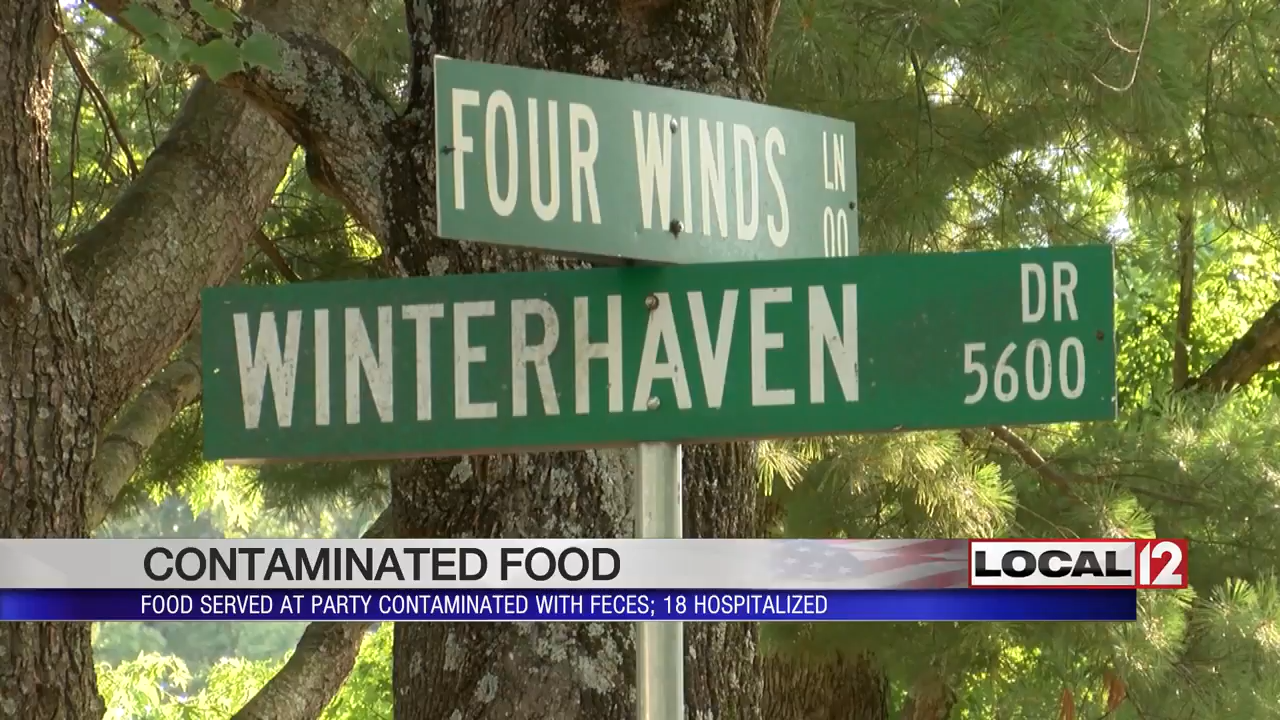 FOUR WINDS LN
00
WINTERHAVEN DR
5600
CONTAMINATED FOOD
LOCAL 12
FOOD SERVED AT PARTY CONTAMINATED WITH FECES; 18 HOSPITALIZED